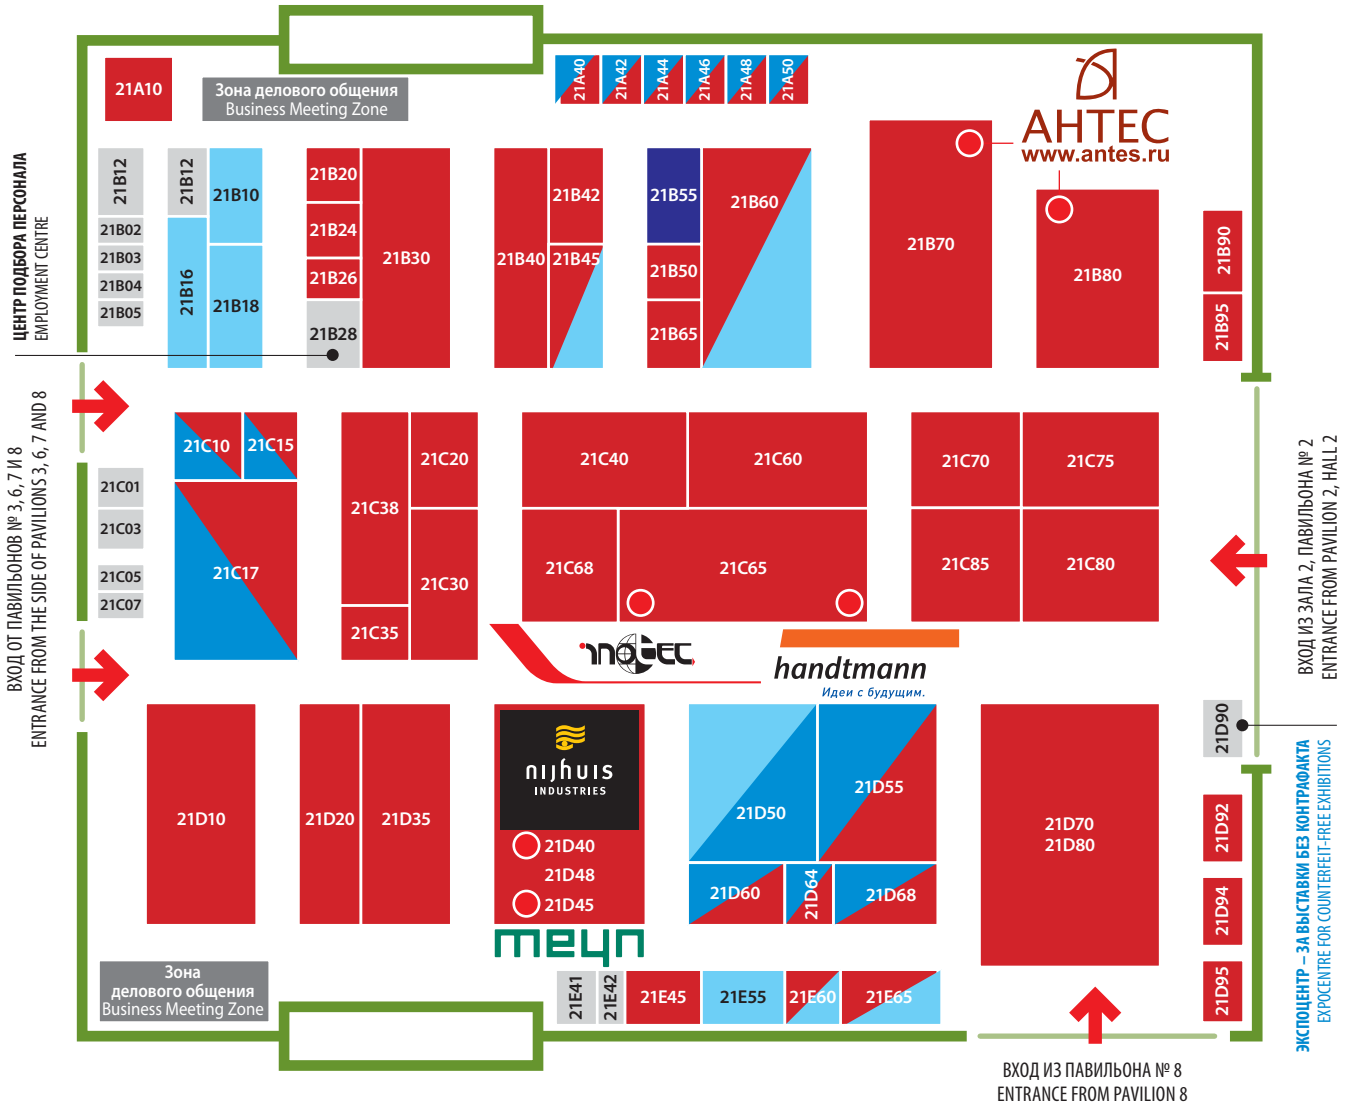 21A10
Зона делового общения
Business Meeting Zone
21A40
21A42
21A44
21A46
21A48
21A50
АНТЕС
www.antes.ru
ЦЕНТР ПОДБОРА ПЕРСОНАЛА
EMPLOYMENT CENTRE
21B12
21B02
21B03
21B04
21B05
21B12
21B16
21B10
21B18
21B20
21B24
21B26
21B28
21B30
21B40
21B42
21B45
21B55
21B50
21B65
21B60
21B70
21B80
21B90
21B95
ВХОД ОТ ПАВИЛЬОНОВ № 3, 6, 7 И 8
ENTRANCE FROM THE SIDE OF PAVILIONS 3, 6, 7 AND 8
21C01
21C03
21C05
21C07
21C10
21C15
21C17
21C38
21C35
21C20
21C30
21C40
21C60
21C68
21C65
21C70
21C75
21C85
21C80
ВХОД ИЗ ЗАЛА 2, ПАВИЛЬОНА № 2
ENTRANCE FROM PAVILION 2, HALL 2
inotec
handtmann
Идеи с будущим.
21D10
21D20
21D35
nijhuis
INDUSTRIES
21D40
21D48
21D45
meyn
21D50
21D55
21D60
21D64
21D68
21D70
21D80
21D90
21D92
21D94
21D95
ЭКСПОЦЕНТР – ЗА ВЫСТАВКИ БЕЗ КОНТРАФАКТА
EXPOCENTRE FOR COUNTERFEIT-FREE EXHIBITIONS
Зона
делового общения
Business Meeting Zone
21E41
21E42
21E45
21E55
21E60
21E65
ВХОД ИЗ ПАВИЛЬОНА № 8
ENTRANCE FROM PAVILION 8